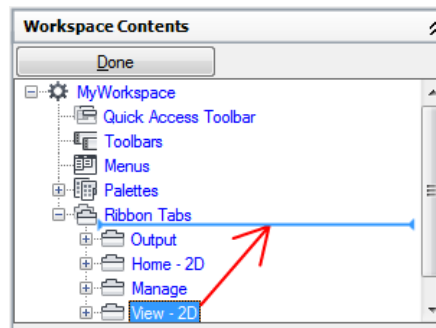 Workspace Contents
Done
MyWorkspace
Quick Access Toolbar
Toolbars
Menus
Palettes
Ribbon Tabs
Output
Home - 2D
Manage
View - 2D